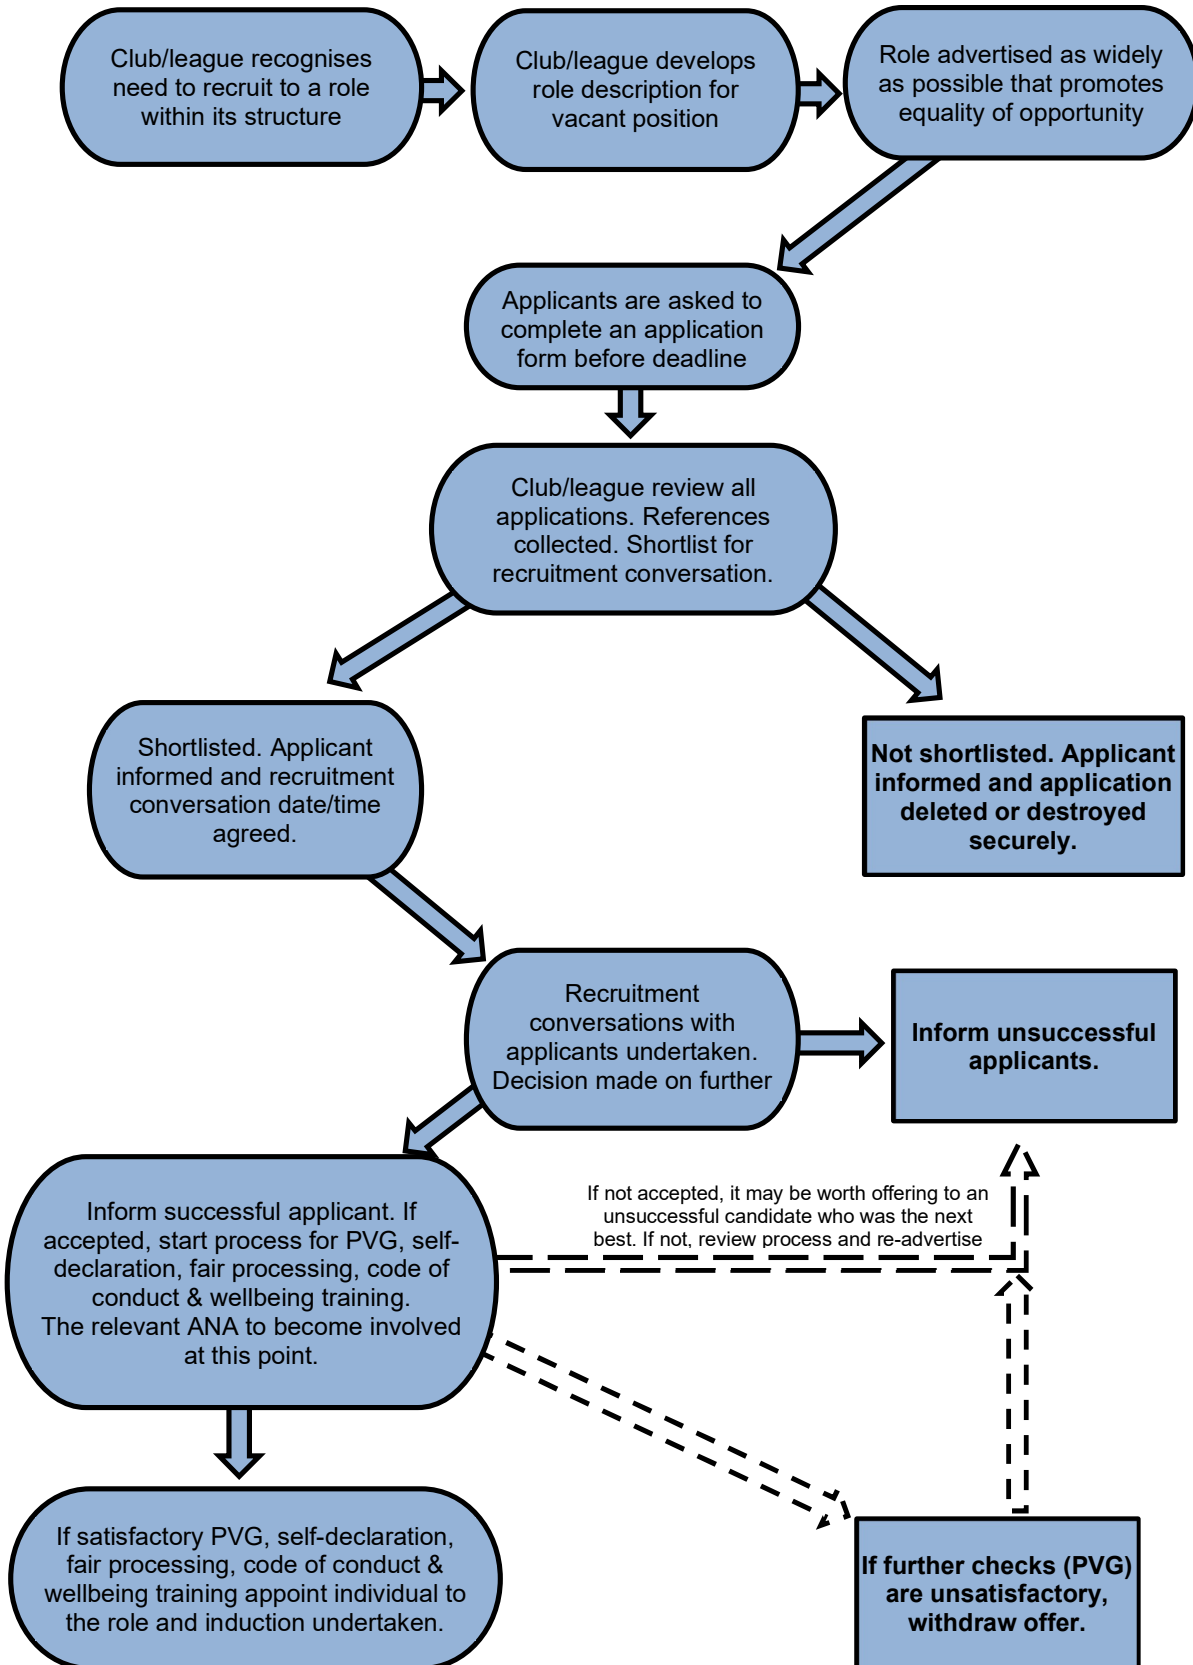 Club/league recognises
need to recruit to a role
within its structure
Club/league develops
role description for
vacant position
Role advertised as widely
as possible that promotes
equality of opportunity
Applicants are asked to
complete an application
form before deadline
Club/league review all
applications. References
collected. Shortlist for
recruitment conversation.
Shortlisted. Applicant
informed and recruitment
conversation date/time
agreed.
Not shortlisted. Applicant
informed and application
deleted or destroyed
securely.
Recruitment
conversations with
applicants undertaken.
Decision made on further
Inform unsuccessful
applicants.
If not accepted, it may be worth offering to an
unsuccessful candidate who was the next
best. If not, review process and re-advertise
Inform successful applicant. If
accepted, start process for PVG, self-
declaration, fair processing, code of
conduct & wellbeing training.
The relevant ANA to become involved
at this point.
If satisfactory PVG, self-declaration,
fair processing, code of conduct &
wellbeing training appoint individual to
the role and induction undertaken.
If further checks (PVG)
are unsatisfactory,
withdraw offer.